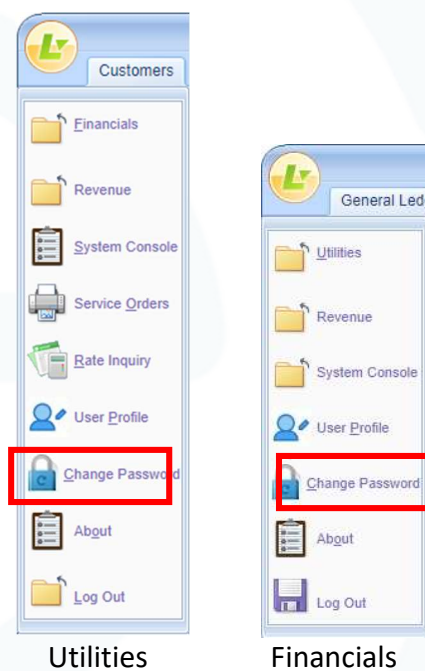 Customers
Financials
Revenue
System Console
Service Orders
Rate Inquiry
User Profile
Change Password
About
Log Out
Utilities
General Led
Utilities
Revenue
System Console
User Profile
Change Password
About
Log Out
Financials